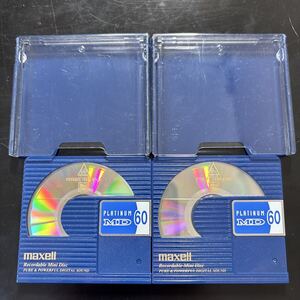 PLATINUM
MD 60
maxell
Recordable Mini Disc
PURE & POWERFUL DIGITAL SOUND
PLATINUM
MD 60
maxell
Recordable Mini Disc
PURE & POWERFUL DIGITAL SOUND